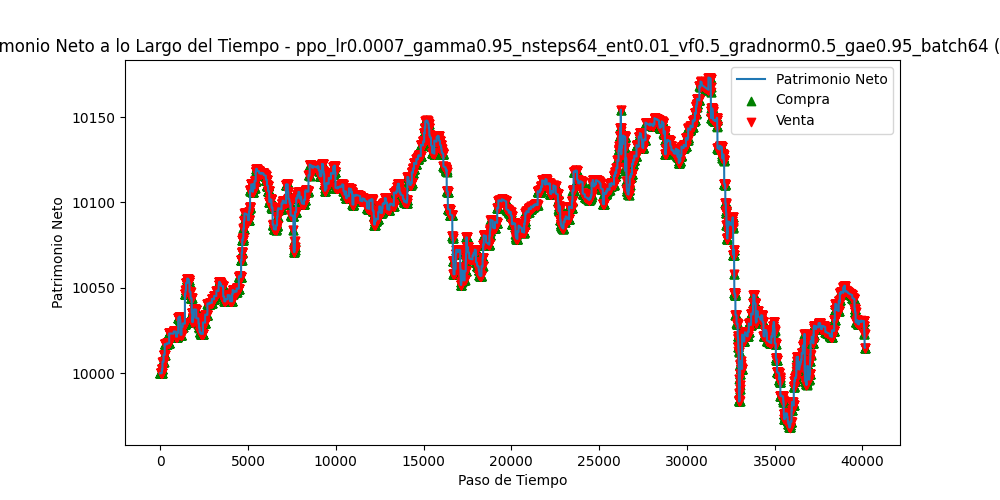 monio Neto a lo Largo del Tiempo - ppo_lr0.0007_gamma0.95_nsteps64_ent0.01_vf0.5_gradnorm0.5_gae0.95_batch64 (
Patrimonio Neto
Compra
Venta
Patrimonio Neto
10150
10100
10050
10000
0 5000 10000 15000 20000 25000 30000 35000 40000
Paso de Tiempo